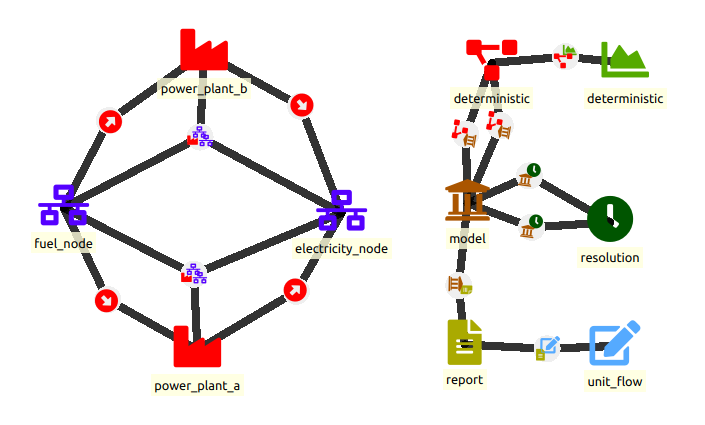 power_plant_b
deterministic
deterministic
fuel_node
electricity_node
model
resolution
power_plant_a
report
unit_flow